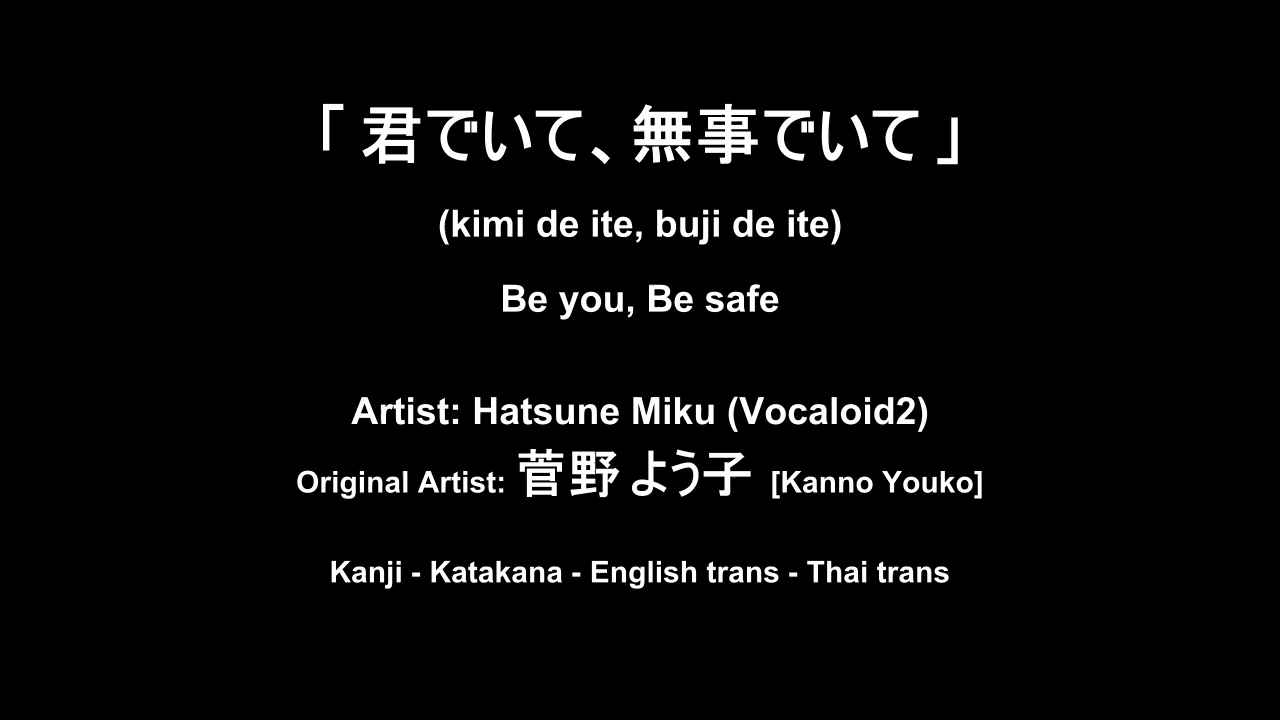 「 君でいて、無事でいて 」
(kimi de ite, buji de ite)
Be you, Be safe
Artist: Hatsune Miku (Vocaloid2)
Original Artist: 菅野 よう子 [Kanno Youko]
Kanji - Katakana - English trans - Thai trans